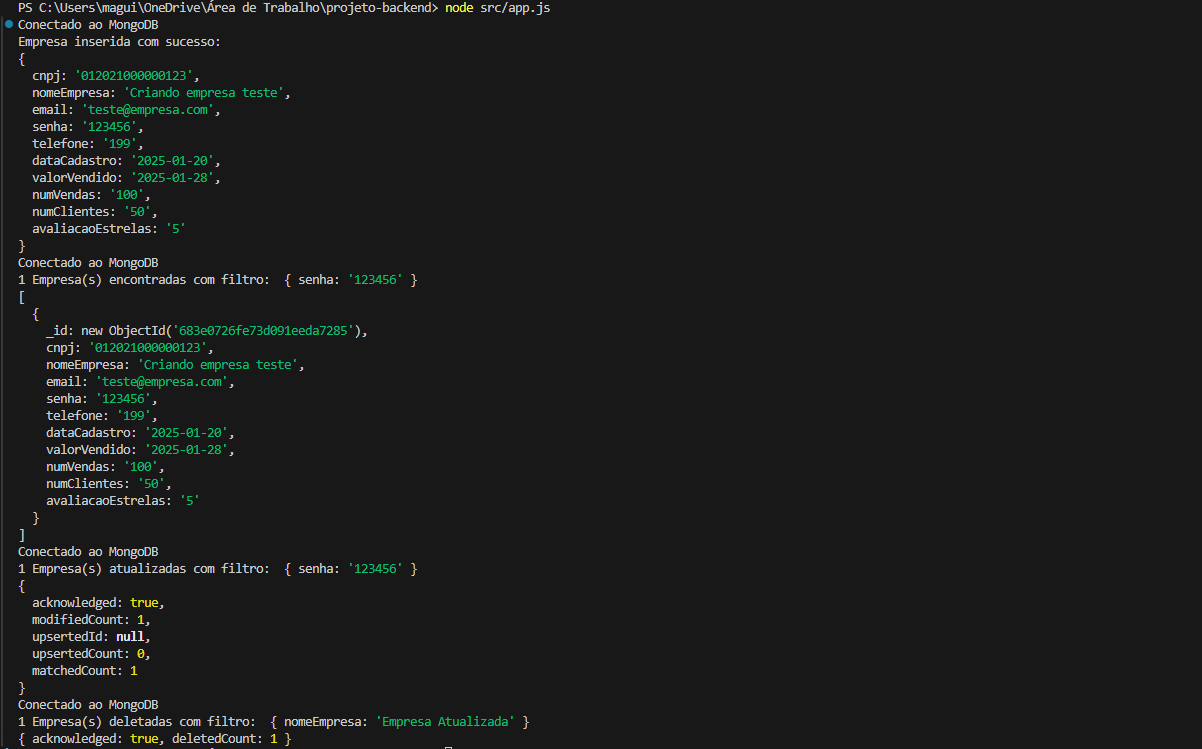 PS C:\Users\magui\OneDrive\Área de Trabalho\projeto-backend> node src/app.js
Conectado ao MongoDB
Empresa inserida com sucesso:
{
  cnpj: '012021000000123',
  nomeEmpresa: 'Criando empresa teste',
  email: 'teste@empresa.com',
  senha: '123456',
  telefone: '199',
  dataCadastro: '2025-01-20',
  valorVendido: '2025-01-28',
  numVendas: '100',
  numClientes: '50',
  avaliacaoEstrelas: '5'
}
Conectado ao MongoDB
1 Empresa(s) encontradas com filtro:  { senha: '123456' }
[
  {
    _id: new ObjectId('683e0726fe73d091eeda7285'),
    cnpj: '012021000000123',
    nomeEmpresa: 'Criando empresa teste',
    email: 'teste@empresa.com',
    senha: '123456',
    telefone: '199',
    dataCadastro: '2025-01-20',
    valorVendido: '2025-01-28',
    numVendas: '100',
    numClientes: '50',
    avaliacaoEstrelas: '5'
  }
]
Conectado ao MongoDB
1 Empresa(s) atualizadas com filtro:  { senha: '123456' }
{
  acknowledged: true,
  modifiedCount: 1,
  upsertedId: null,
  upsertedCount: 0,
  matchedCount: 1
}
Conectado ao MongoDB
1 Empresa(s) deletadas com filtro:  { nomeEmpresa: 'Empresa Atualizada' }
{ acknowledged: true, deletedCount: 1 }